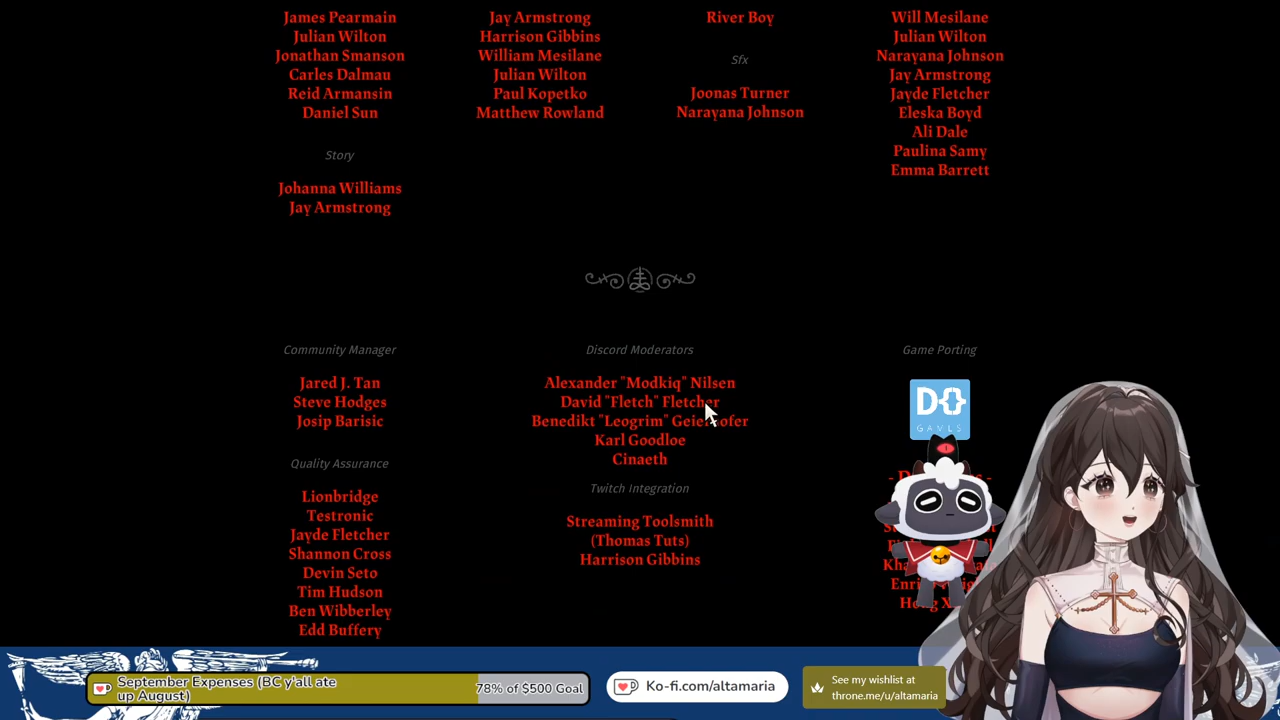 James Pearmain
Julian Wilton
Jonathan Smanson
Carles Dalmau
Reid Armansin
Daniel Sun
Story
Johanna Williams
Jay Armstrong
Jay Armstrong
Harrison Gibbins
William Mesilane
Julian Wilton
Paul Kopetko
Matthew Rowland
River Boy
Sfx
Joonas Turner
Narayana Johnson
Will Mesilane
Julian Wilton
Narayana Johnson
Jay Armstrong
Jayde Fletcher
Eleska Boyd
Ali Dale
Paulina Samy
Emma Barrett
Community Manager
Jared J. Tan
Steve Hodges
Josip Barisic
Quality Assurance
Lionbridge
Testronic
Jayde Fletcher
Shannon Cross
Devin Seto
Tim Hudson
Ben Wibberley
Edd Buffery
Discord Moderators
Alexander "Modkiq" Nilsen
David "Fletch" Fletcher
Benedikt "Leogrim"
Karl Goodloe
Cinaeth
Twitch Integration
Streaming Toolsmith
(Thomas Tuts)
Harrison Gibbins
Game Porting
September Expenses (BC y'all ate
up August)
78% of $500 Goal
Ko-fi.com/altamaria
See my wishlist at
throne.me/u/altamaria